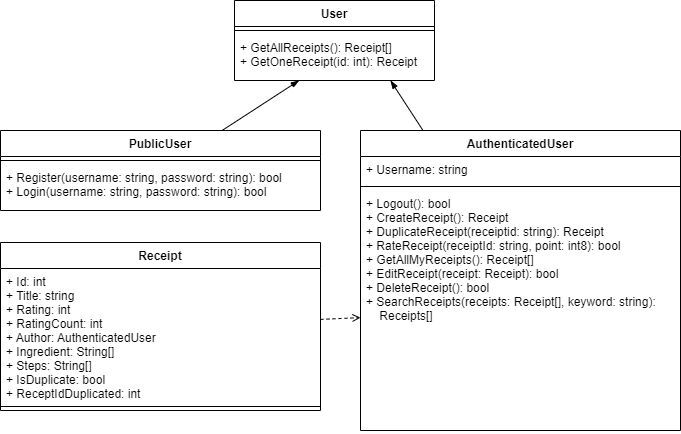 User
+ GetAllReceipts(): Receipt[]
+ GetOneReceipt(id: int): Receipt
PublicUser
+ Register(username: string, password: string): bool
+ Login(username: string, password: string): bool
AuthenticatedUser
+ Username: string
+ Logout(): bool
+ CreateReceipt(): Receipt
+ DuplicateReceipt(receiptid: string): Receipt
+ RateReceipt(receiptId: string, point: int8): bool
+ GetAllMyReceipts(): Receipt[]
+ EditReceipt(receipt: Receipt): bool
+ DeleteReceipt(): bool
+ SearchReceipts(receipts: Receipt[], keyword: string):
Receipts[]
Receipt
+ Id: int
+ Title: string
+ Rating: int
+ RatingCount: int
+ Author: AuthenticatedUser
+ Ingredient: String[]
+ Steps: String[]
+ IsDuplicate: bool
+ ReceptIdDuplicated: int